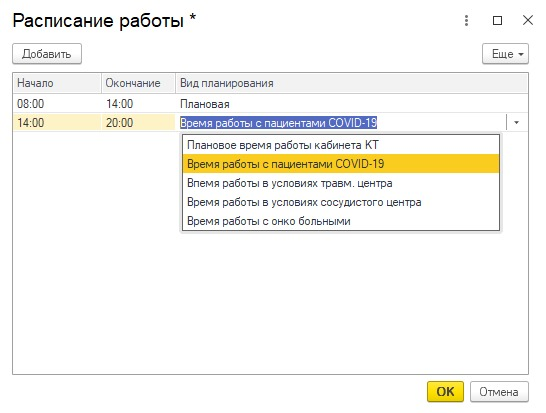 Расписание работы *
Добавить
Еще
Начало Окончание Вид планирования
08:00 14:00 Плановая
14:00 20:00 Время работы с пациентами COVID-19
Плановое время работы кабинета КТ
Время работы с пациентами COVID-19
Впемя работы в условиях травм. центра
Время работы в условиях сосудистого центра
Время работы с онко больными
ОК Отмена